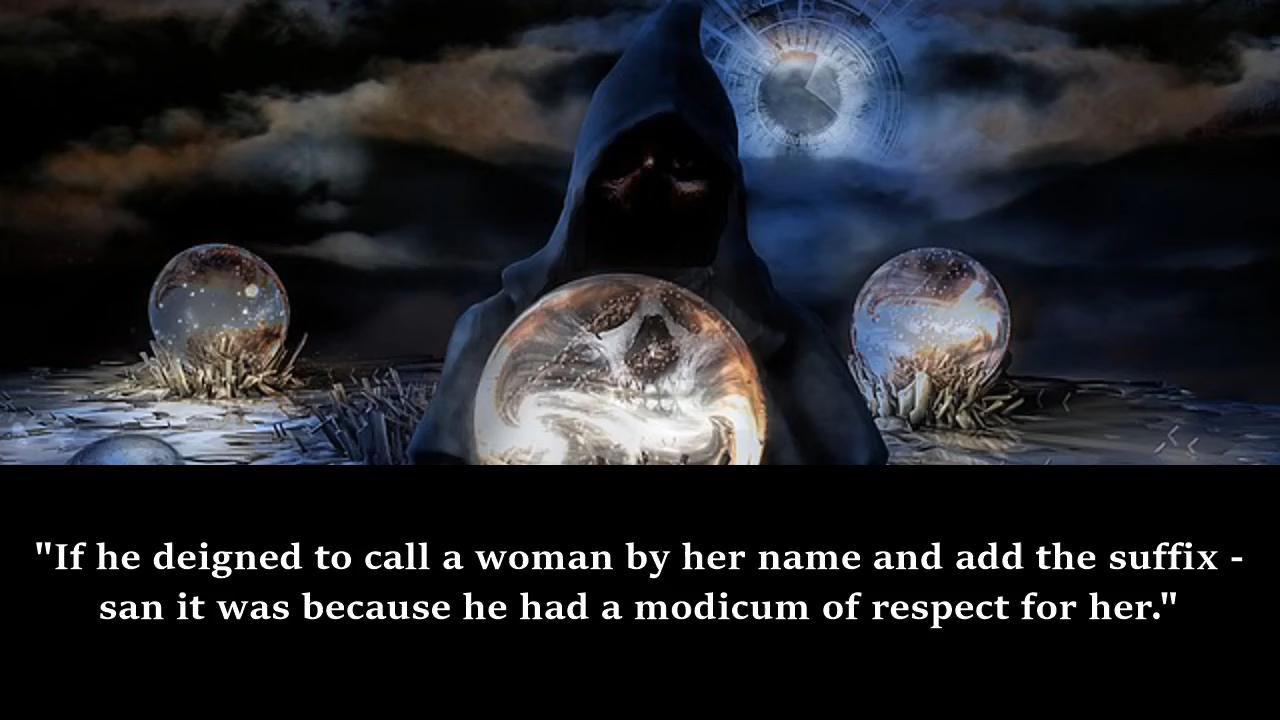 "If he deigned to call a woman by her name and add the suffix -
san it was because he had a modicum of respect for her."